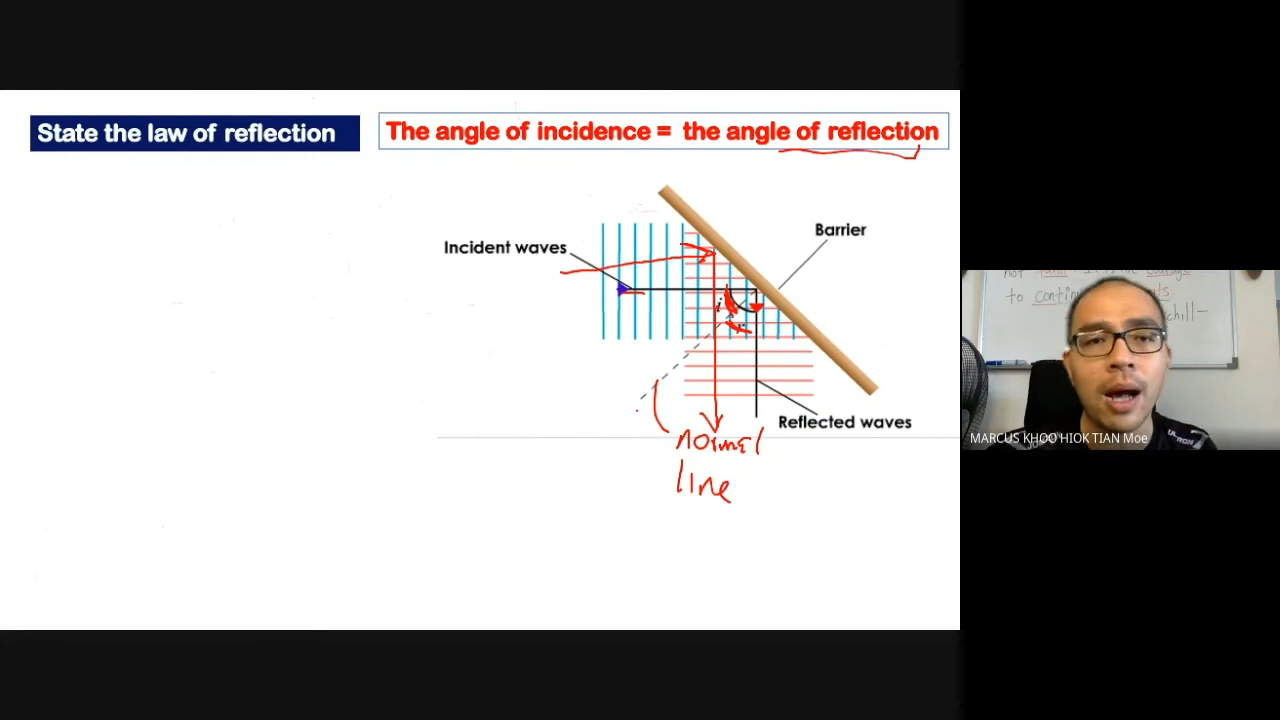 State the law of reflection
The angle of incidence = the angle of reflection
Incident waves
Barrier
i
r
Reflected waves
normal
line
to
MARCUS KHOO HIOK TIAN Moe